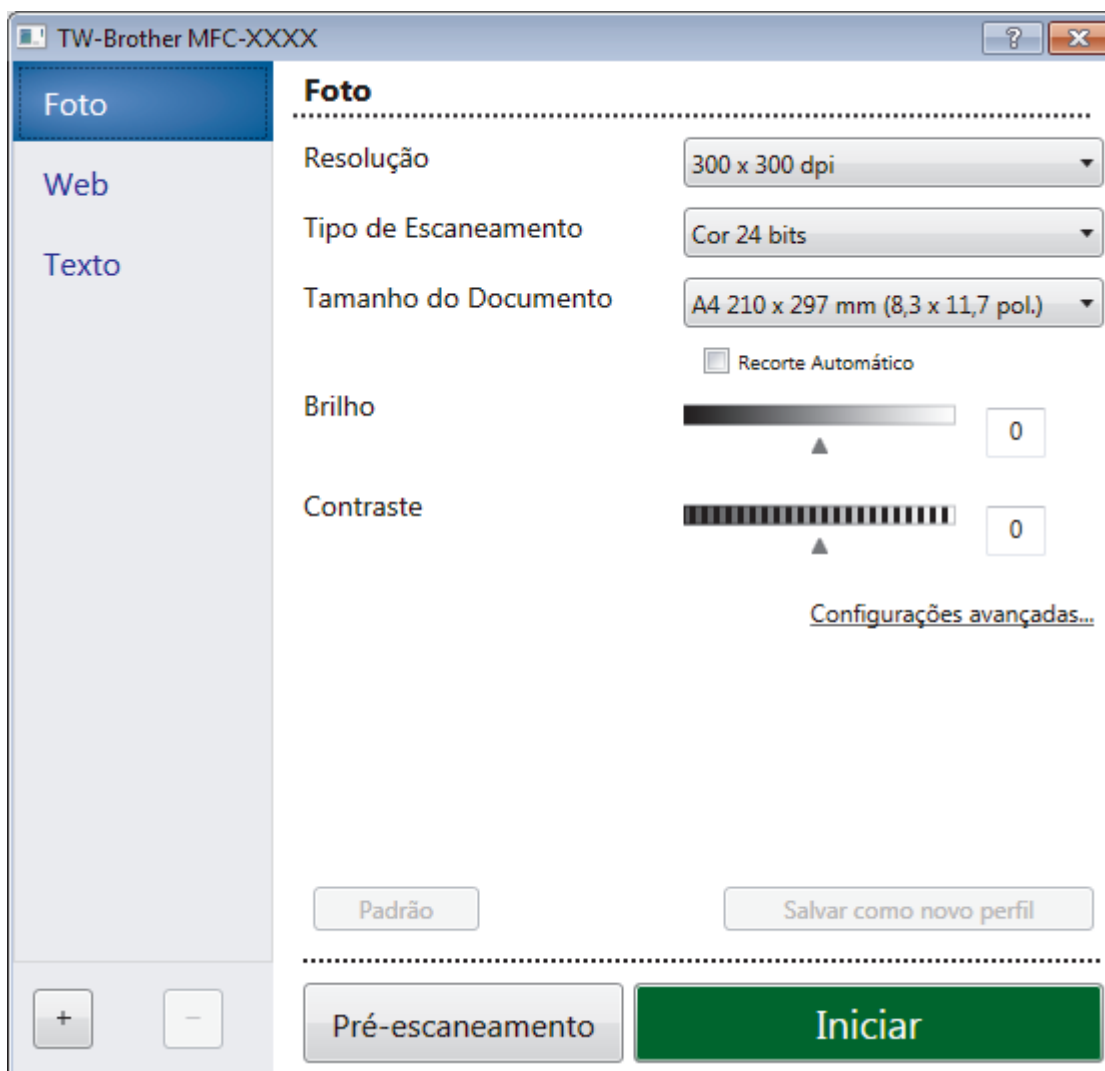 TW-Brother MFC-XXXX
?
Foto
Web
Texto
Foto
Resolução
300 x 300 dpi
Tipo de Escaneamento
Cor 24 bits
Tamanho do Documento
A4 210 x 297 mm (8,3 x 11,7 pol.)
Recorte Automático
Brilho
0
Contraste
0
Configurações avançadas...
Padrão
Salvar como novo perfil
+
−
Pré-escaneamento
Iniciar